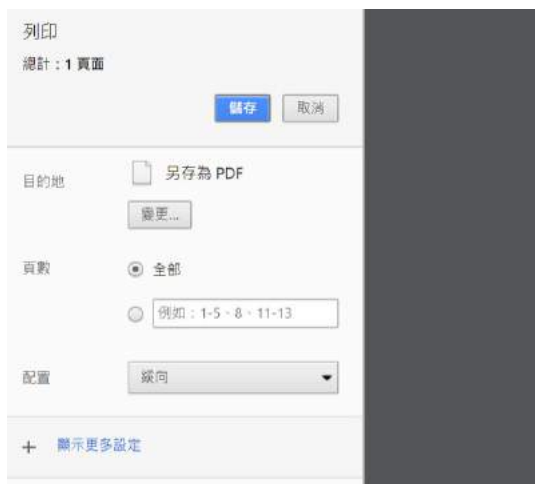 列印
總計：1 頁面
儲存 取消
目的地 另存為 PDF
變更...
頁數 全部
例如：1-5、8、11-13
配置 縱向
+ 顯示更多設定